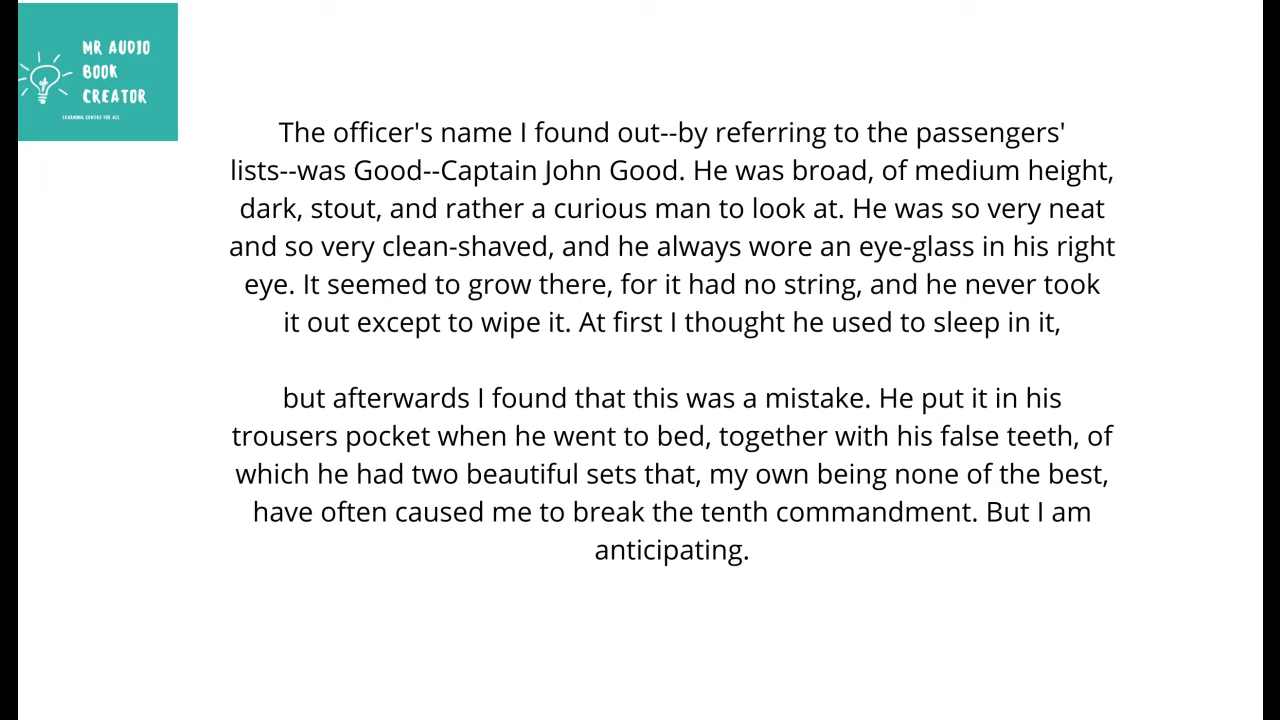 MR AUDIO
BOOK
CREATOR
LEARNING CENTER FOR ALL
The officer's name I found out--by referring to the passengers'
lists--was Good--Captain John Good. He was broad, of medium height,
dark, stout, and rather a curious man to look at. He was so very neat
and so very clean-shaved, and he always wore an eye-glass in his right
eye. It seemed to grow there, for it had no string, and he never took
it out except to wipe it. At first I thought he used to sleep in it,
but afterwards I found that this was a mistake. He put it in his
trousers pocket when he went to bed, together with his false teeth, of
which he had two beautiful sets that, my own being none of the best,
have often caused me to break the tenth commandment. But I am
anticipating.